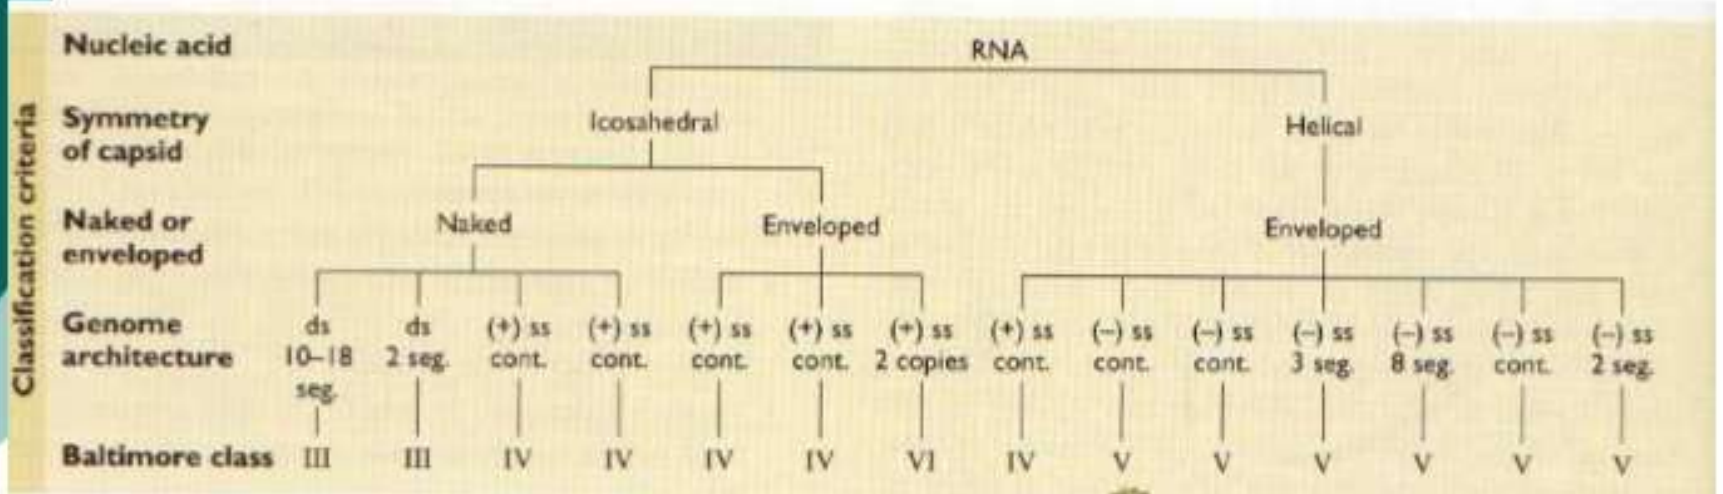 Classification criteria
Nucleic acid
RNA
Symmetry
of capsid
Icosahedral
Helical
Naked or
enveloped
Naked
Enveloped
Enveloped
Genome
architecture
ds
10–18
seg.
ds
2 seg.
(+) ss
cont.
(+) ss
cont.
(+) ss
cont.
(+) ss
cont.
(+) ss
2 copies
(+) ss
cont.
(–) ss
cont.
(–) ss
cont.
(–) ss
3 seg.
(–) ss
8 seg.
(–) ss
cont.
(–) ss
2 seg.
Baltimore class III III IV IV IV IV VI IV V V V V V V